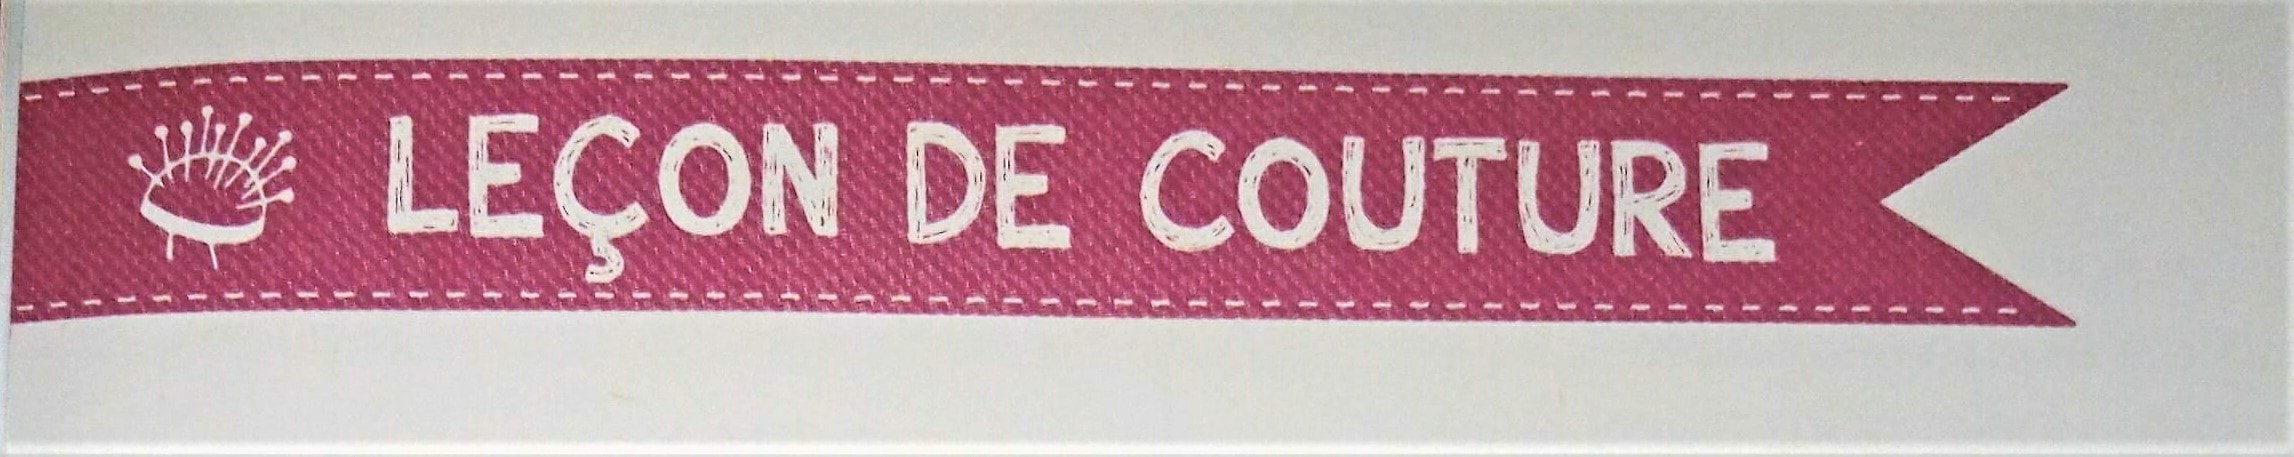 LEÇON DE COUTURE